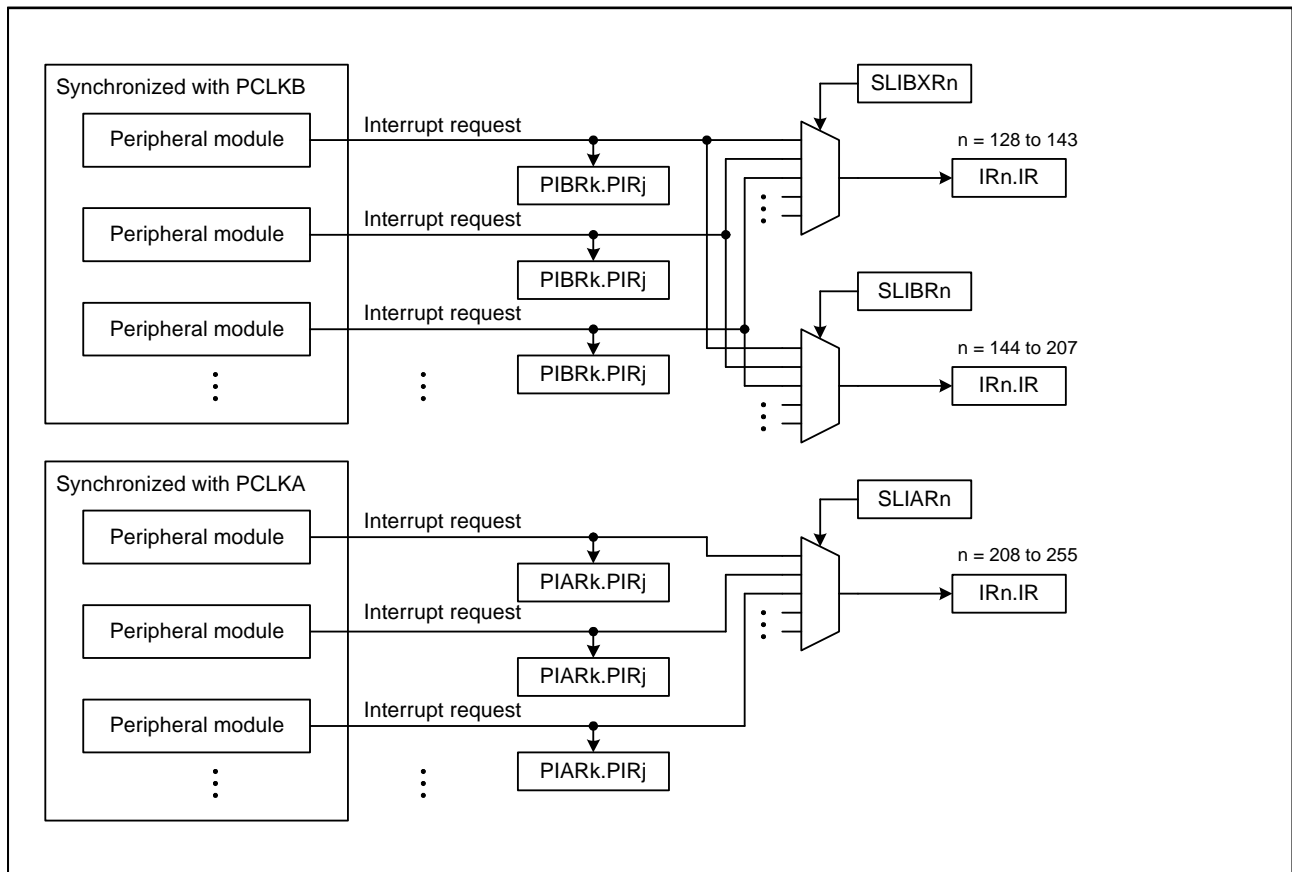 Synchronized with PCLKB
SLIBXRn
Peripheral module
Interrupt request
n = 128 to 143
PIBRk.PIRj
IRn.IR
Peripheral module
Interrupt request
PIBRk.PIRj
SLIBRn
Peripheral module
Interrupt request
n = 144 to 207
PIBRk.PIRj
IRn.IR
Synchronized with PCLKA
SLIARn
Peripheral module
Interrupt request
n = 208 to 255
PIARk.PIRj
IRn.IR
Peripheral module
Interrupt request
PIARk.PIRj
Peripheral module
Interrupt request
PIARk.PIRj